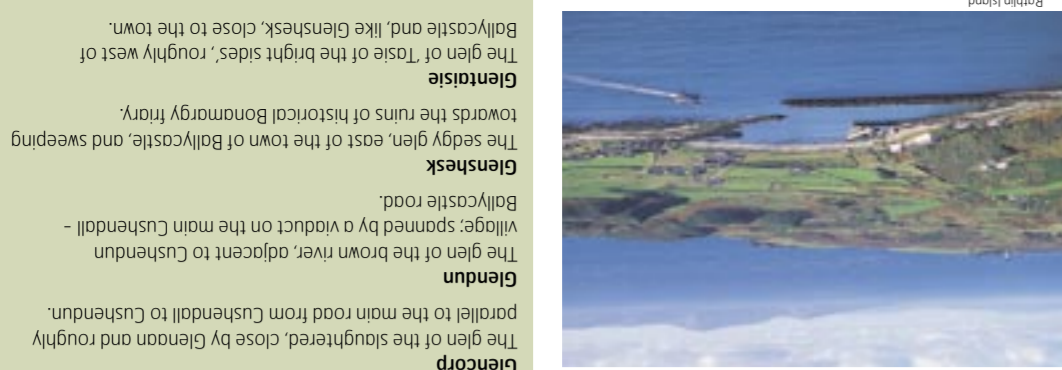 Glencorp
The glen of the slaughtered, close by Glenaan and roughly
parallel to the main road from Cushendall to Cushendun.
Glendun
The glen of the brown river, adjacent to Cushendun
village; spanned by a viaduct on the main Cushendall -
Ballycastle road.
Glenshesk
The sedgy glen, east of the town of Ballycastle, and sweeping
towards the ruins of historical Bonamargy friary.
Glentaisie
The glen of 'Tasie of the bright sides', roughly west of
Ballycastle and, like Glenshesk, close to the town.
Rathlin Island